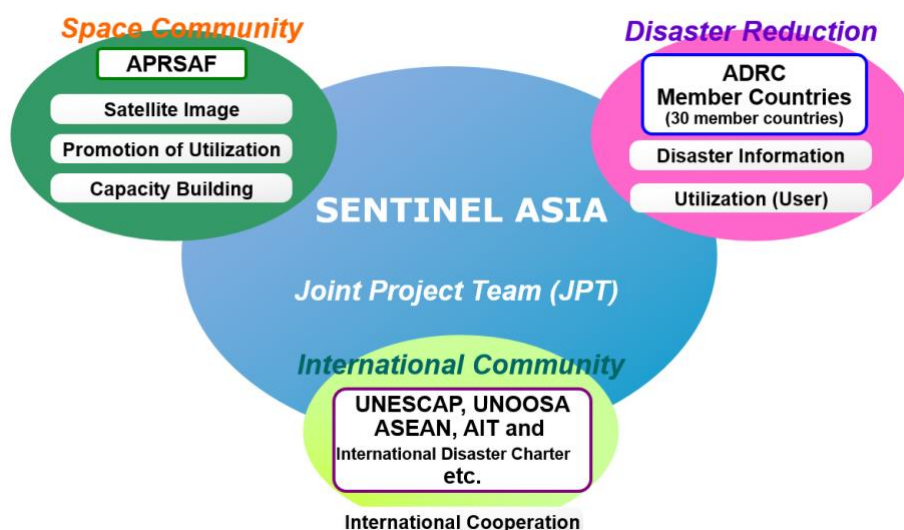 Space Community
APRSAF
Satellite Image
Promotion of Utilization
Capacity Building
Disaster Reduction
ADRC
Member Countries
(30 member countries)
Disaster Information
Utilization (User)
SENTINEL ASIA
Joint Project Team (JPT)
International Community
UNESCAP, UNOOSA
ASEAN, AIT and
International Disaster Charter
etc.
International Cooperation